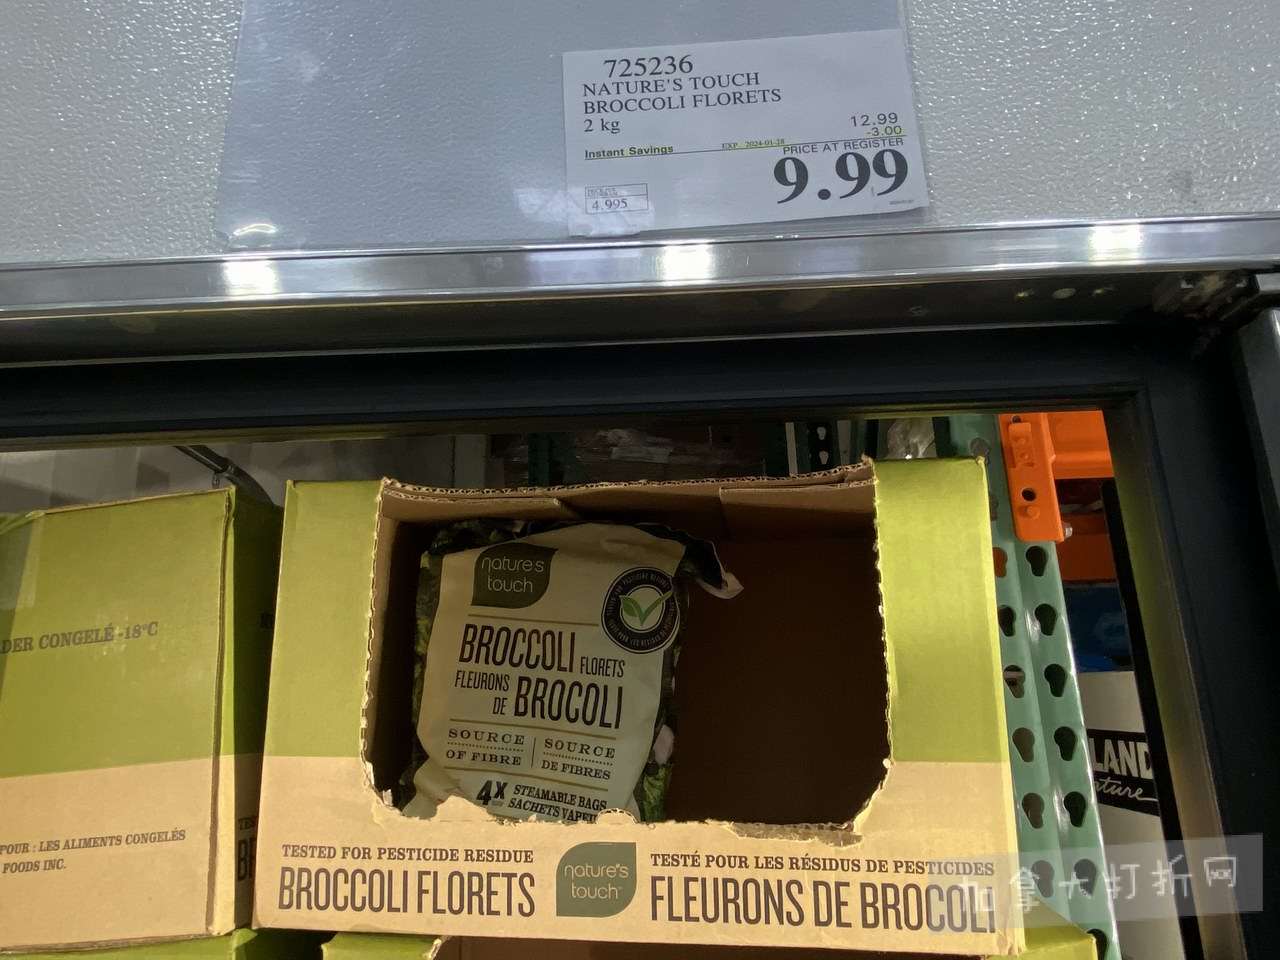 725236
NATURE'S TOUCH
BROCCOLI FLORETS
2 kg
12.99
-3.00
Instant Savings
EXP 2024-01-28
PRICE AT REGISTER
9.99
4.995
nature's
touch
BROCCOLI FLORETS
FLEURONS
DE BROCOLI
SOURCE
OF FIBRE
SOURCE
DE FIBRES
4X STEAMABLE BAGS
SACHETS
DER CONGELÉ -18°C
POUR : LES ALIMENTS CONGELÉS
FOODS INC.
TESTED FOR PESTICIDE RESIDUE
BROCCOLI FLORETS
nature's
touch
TESTÉ POUR LES RÉSIDUS DE PESTICIDES
FLEURONS DE BROCOLI
LAND
ature
加拿大打折网